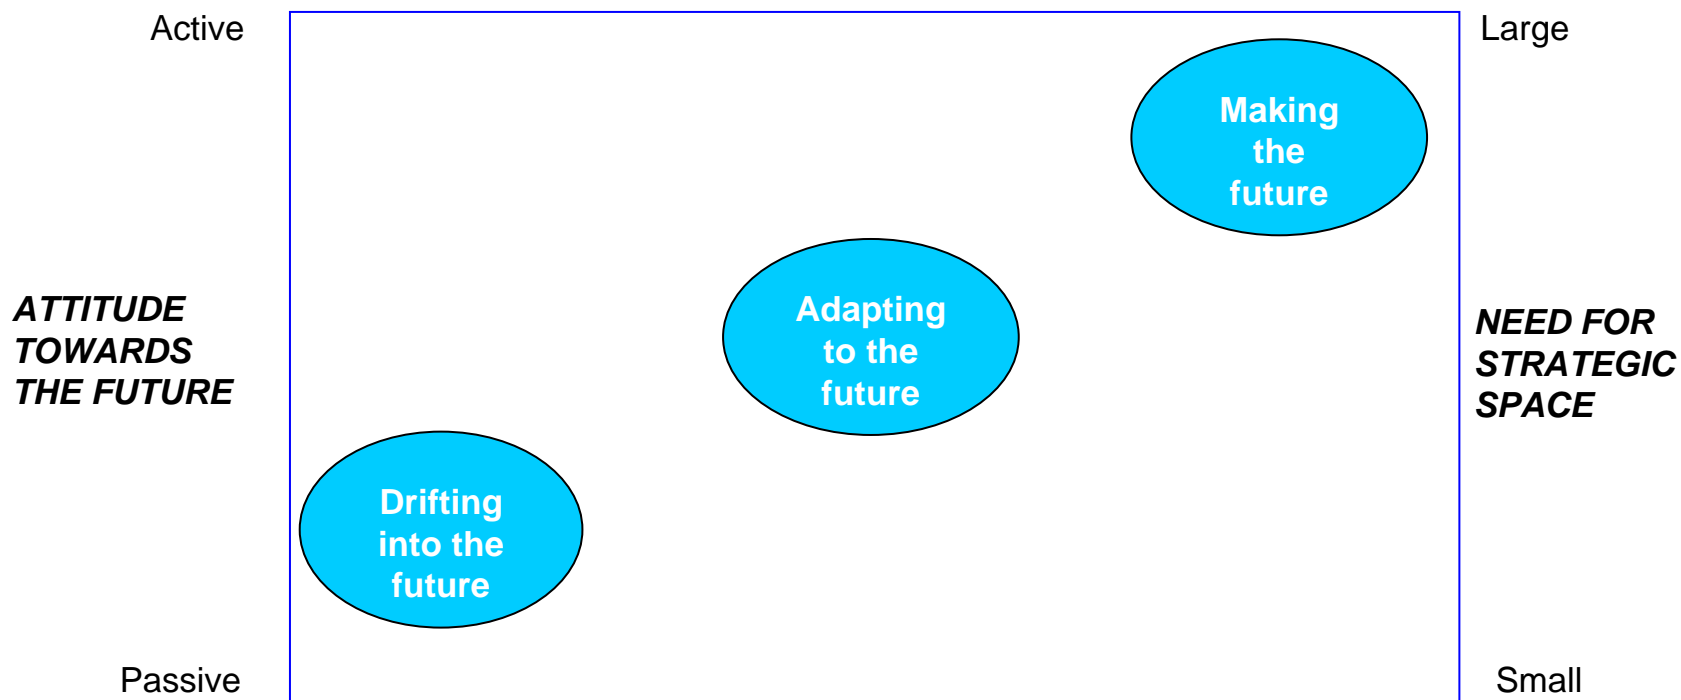 Active
Large
Making
the
future
ATTITUDE
TOWARDS
THE FUTURE
Adapting
to the
future
NEED FOR
STRATEGIC
SPACE
Drifting
into the
future
Passive
Small